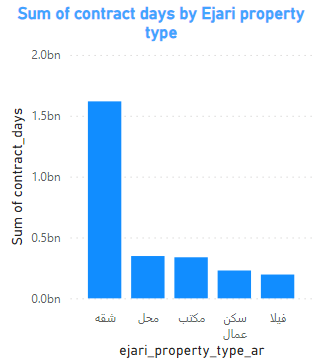 Sum of contract days by Ejari property
type
2.0bn
1.5bn
1.0bn
0.5bn
0.0bn
Sum of contract_days
شقه
محل
مكتب
سكن
عمال
فيلا
ejari_property_type_ar